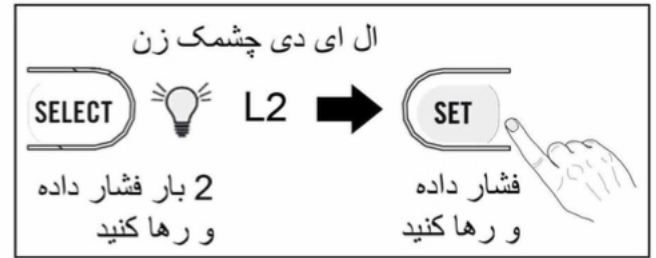 ال ای دی چشمک زن
SELECT
L2
SET
2 بار فشار داده
و رها کنید
فشار داده
و رها کنید